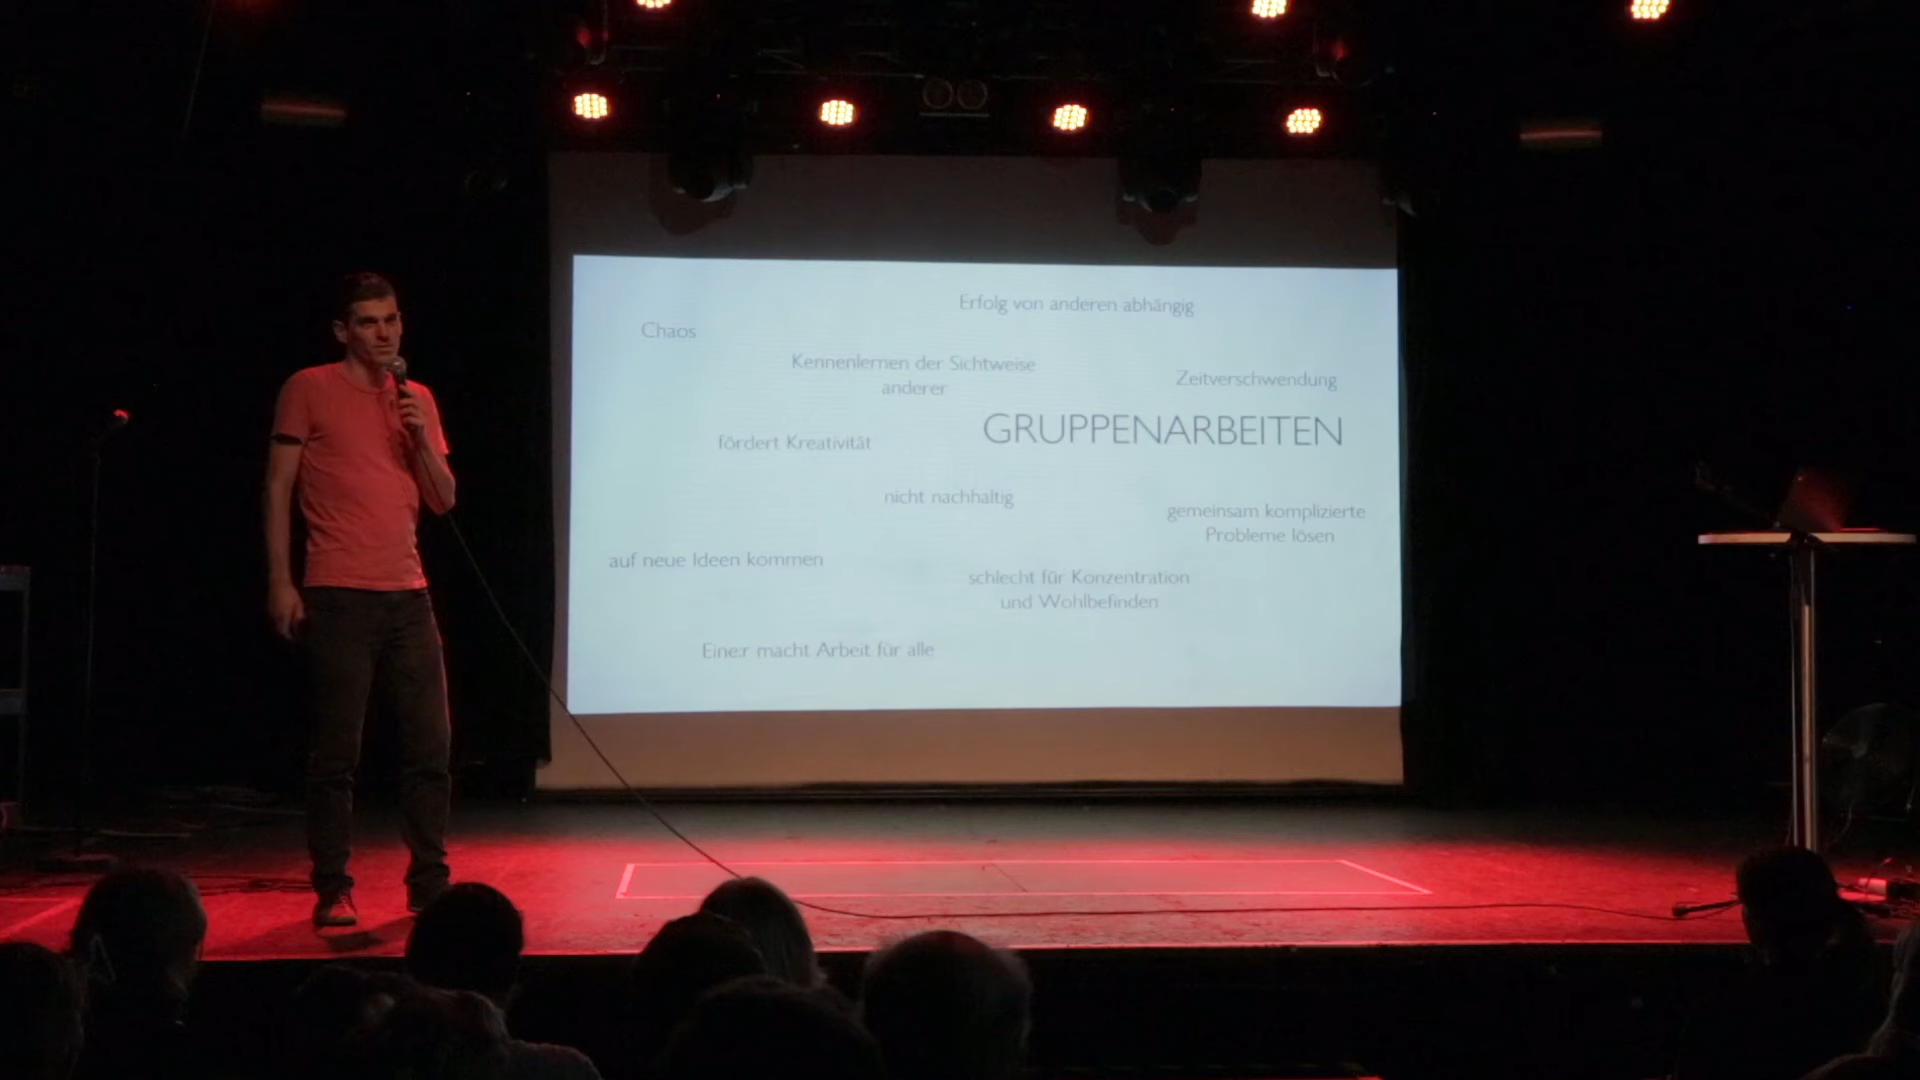 Erfolg von anderen abhängig
Chaos
Kennenlernen der Sichtweise
anderer
Zeitverschwendung
GRUPPENARBEITEN
fördert Kreativität
nicht nachhaltig
gemeinsam komplizierte
Probleme lösen
auf neue Ideen kommen
schlecht für Konzentration
und Wohlbefinden
Eine:r macht Arbeit für alle